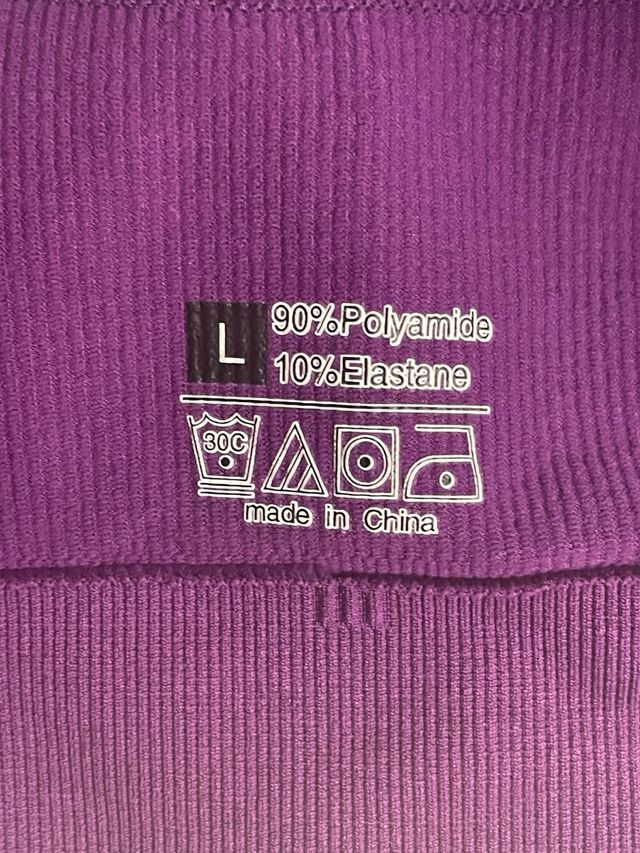 L
90%Polyamide
10%Elastane
30C
made in China